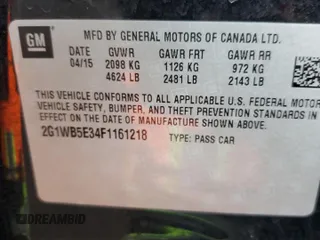 GM
MFD BY GENERAL MOTORS OF CANADA LTD.
DATE GVWR GAWR FRT GAWR RR
04/15 2098 KG 1126 KG 972 KG
4624 LB 2481 LB 2143 LB
THIS VEHICLE CONFORMS TO ALL APPLICABLE U.S. FEDERAL MOTOR
VEHICLE SAFETY, BUMPER, AND THEFT PREVENTION STANDARDS IN
EFFECT ON THE DATE OF MANUFACTURE SHOWN ABOVE.
2G1WB5E34F1161218 TYPE: PASS CAR
DREAMBID